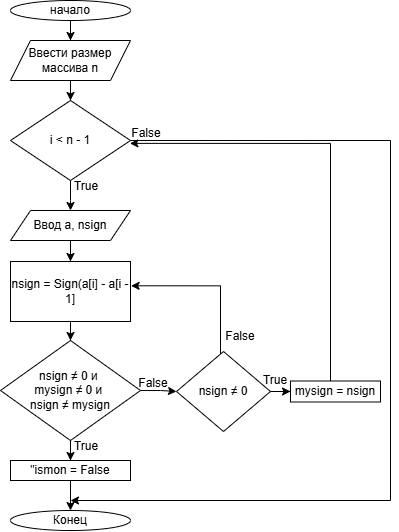 начало
Ввести размер
массива n
i < n - 1
False
True
Ввод a, nsign
nsign = Sign(a[i] - a[i -
1]
nsign ≠ 0 и
mysign ≠ 0 и
nsign ≠ mysign
False
nsign ≠ 0
False
True
mysign = nsign
True
"ismon = False
Конец